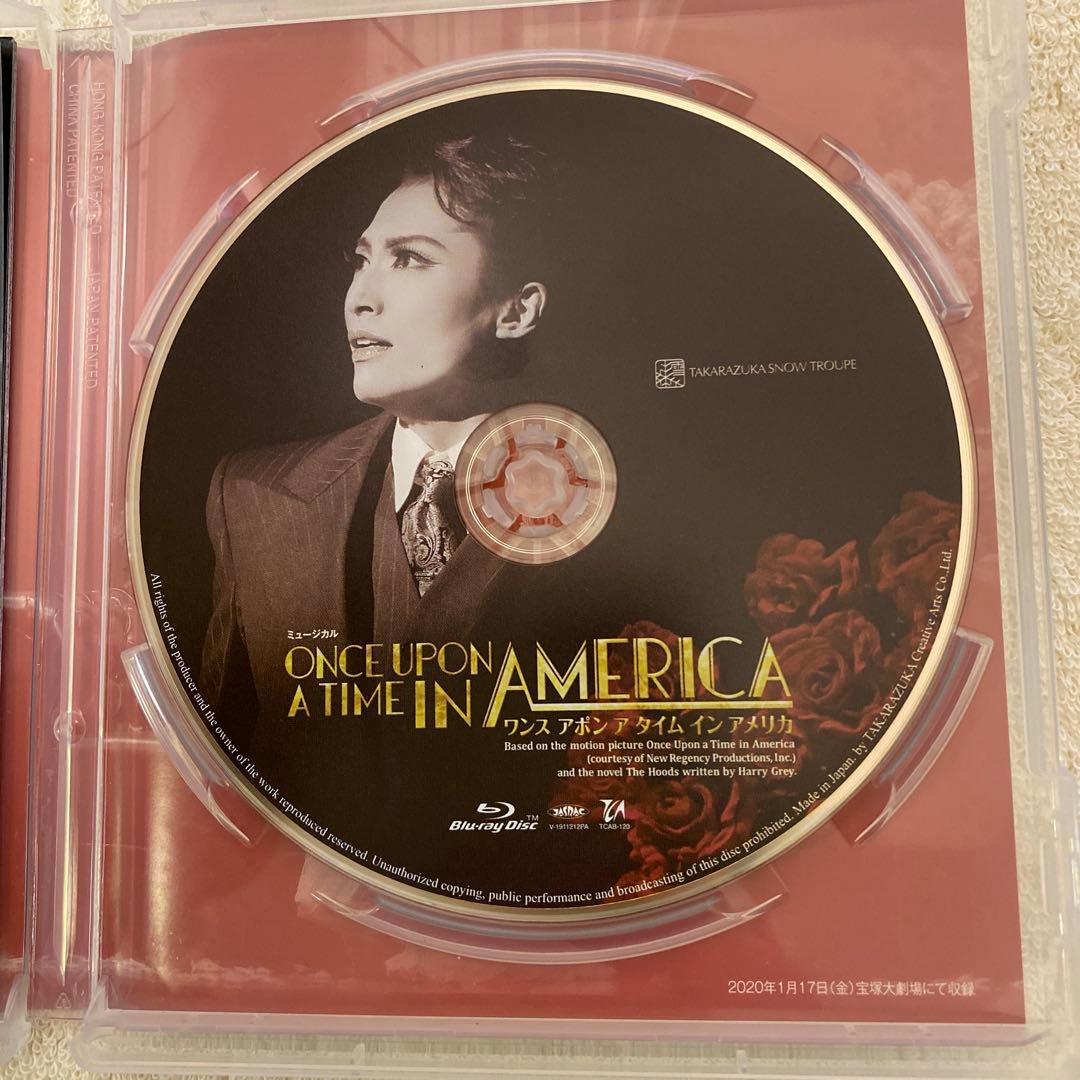 HONG KONG PATENTED JAPAN PATENTED
CHINA PATENTED
TAKARAZUKA SNOW TROUPE
ミュージカル
ONCE UPON
A TIME IN AMERICA
ワンス アポン ア タイム イン アメリカ
Based on the motion picture Once Upon a Time in America
(courtesy of New Regency Productions, Inc.)
and the novel The Hoods written by Harry Grey.
Blu-ray Disc™
JASRAC
V-1911212PA
TCA
TCAB-120
All rights of the producer and the owner of the work reproduced reserved. Unauthorized copying, public performance and broadcasting of this disc prohibited. Made in Japan. by TAKARAZUKA Creative Arts Co.,Ltd.
2020年1月17日(金)宝塚大劇場にて収録